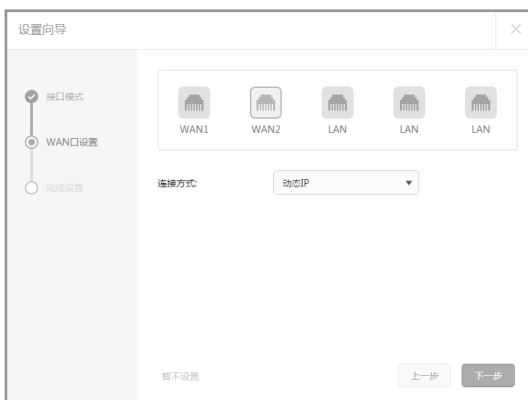 设置向导
接口模式
WAN口设置
完成设置
WAN1 WAN2 LAN LAN LAN
连接方式: 动态IP
暂不设置 上一步 下一步